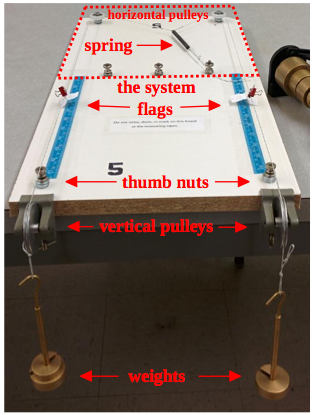 horizontal pulleys
spring
the system
flags
5
thumb nuts
vertical pulleys
weights